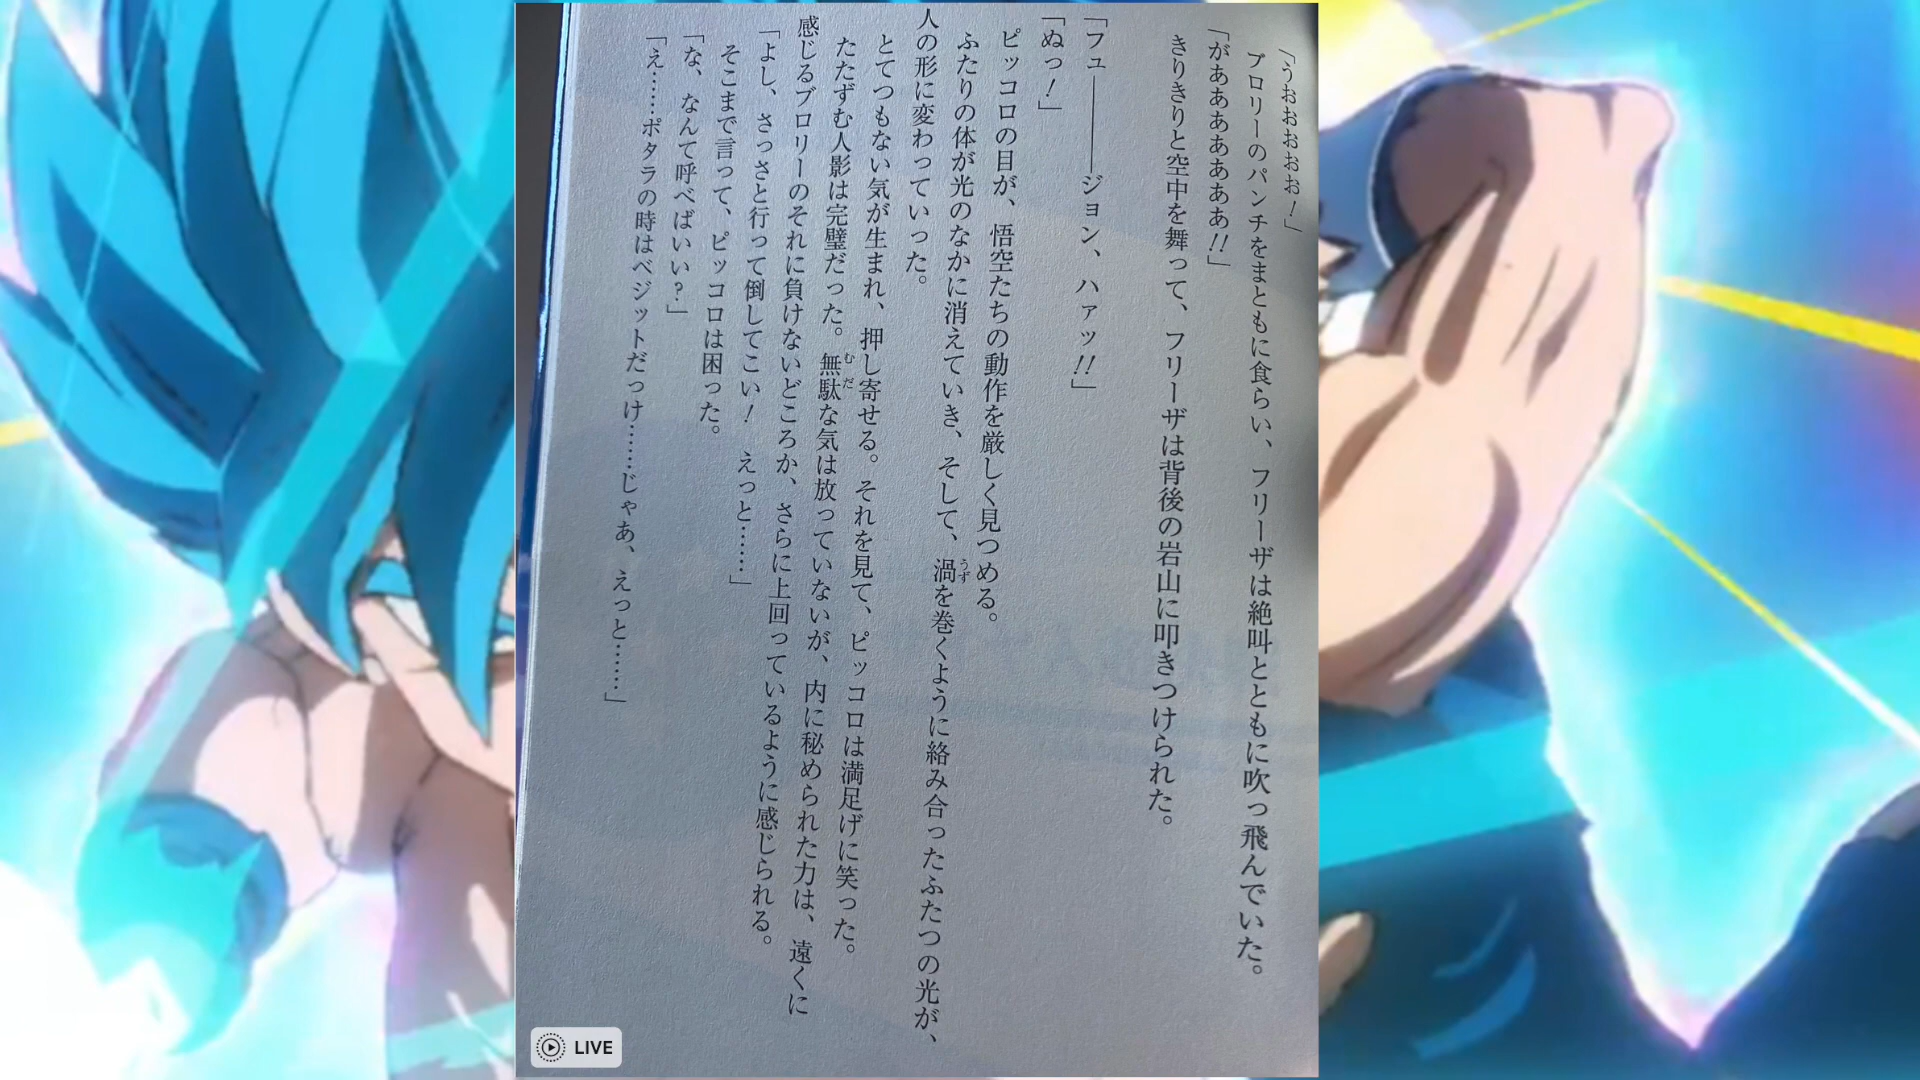 「うおおおおお！」
ブロリーのパンチをまともに食らい、フリーザは絶叫とともに吹っ飛んでいた。
「がああああああああ!!」
きりきりと空中を舞って、フリーザは背後の岩山に叩きつけられた。
「フュ―――ジョン、ハァッ!!」
「ぬっ！」
ピッコロの目が、悟空たちの動作を厳しく見つめる。
ふたりの体が光のなかに消えていき、そして、渦を巻くように絡み合ったふたつの光が、
人の形に変わっていった。
とてつもない気が生まれ、押し寄せる。それを見て、ピッコロは満足げに笑った。
たたずむ人影は完璧だった。無駄な気は放っていないが、内に秘められた力は、遠くに
感じるブロリーのそれに負けないどころか、さらに上回っているように感じられる。
「よし、さっさと行って倒してこい！　えっと……」
そこまで言って、ピッコロは困った。
「な、なんて呼べばいい？」
「え……ポタラの時はベジットだっけ……じゃあ、えっと……」
LIVE